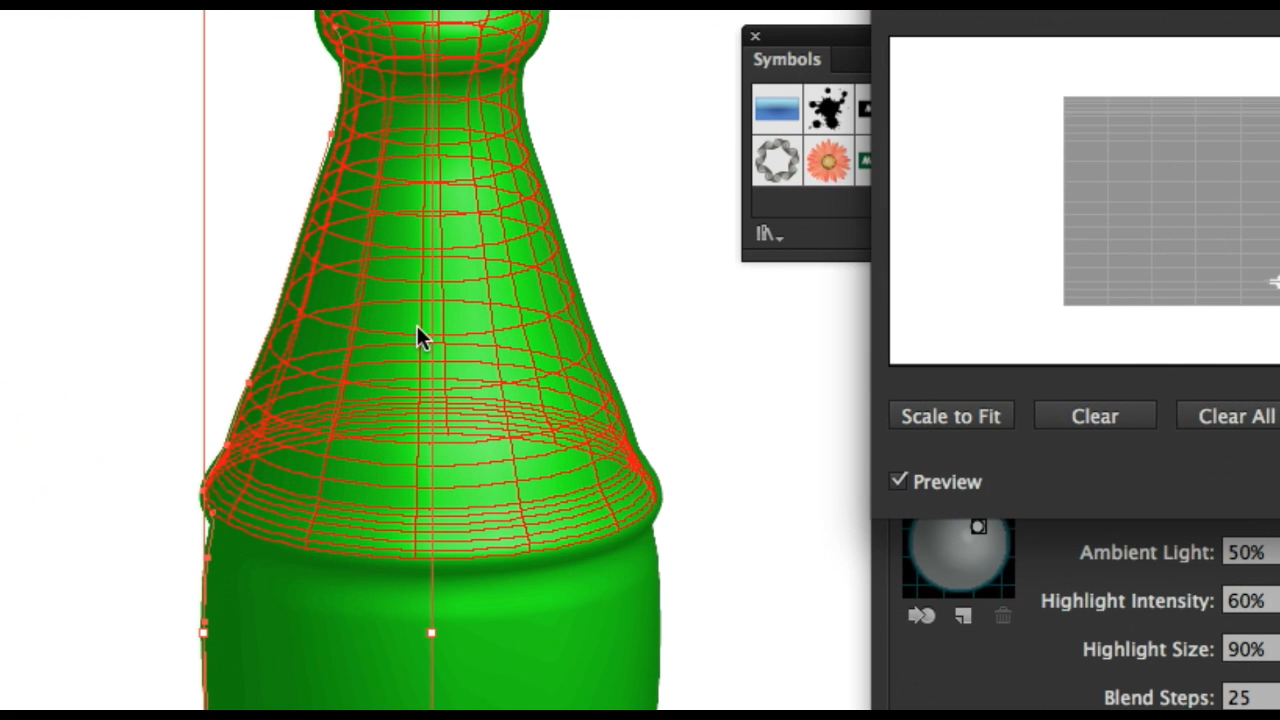 Symbols
Scale to Fit
Clear
Clear All
Preview
Ambient Light: 50%
Highlight Intensity: 60%
Highlight Size: 90%
Blend Steps: 25